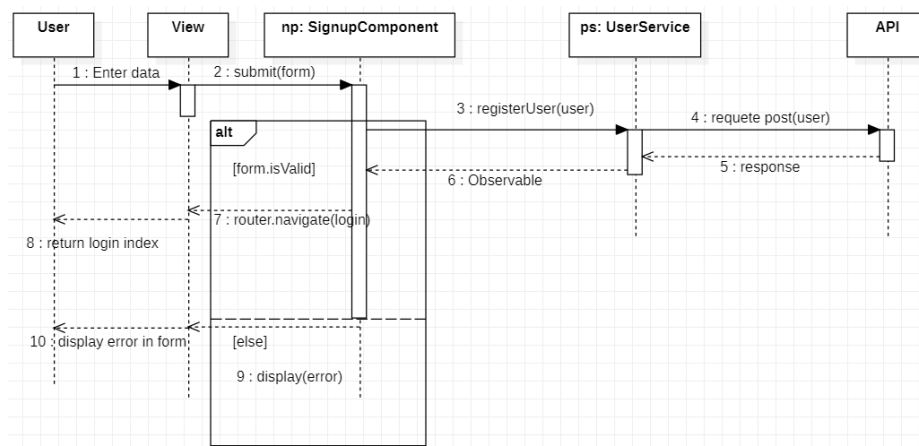 User
View
np: SignupComponent
ps: UserService
API
1 : Enter data
2 : submit(form)
3 : registerUser(user)
4 : requete post(user)
alt
[form.isValid]
5 : response
6 : Observable
7 : router.navigate(login)
8 : return login index
10 : display error in form
[else]
9 : display(error)